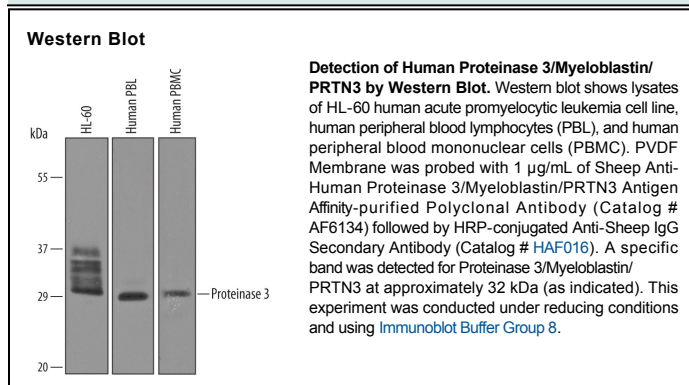 Western Blot
kDa
HL-60
Human PBL
Human PBMC
55
37
29
20
Proteinase 3
Detection of Human Proteinase 3/Myeloblastin/
PRTN3 by Western Blot. Western blot shows lysates
of HL-60 human acute promyelocytic leukemia cell line,
human peripheral blood lymphocytes (PBL), and human
peripheral blood mononuclear cells (PBMC). PVDF
Membrane was probed with 1 µg/mL of Sheep Anti-
Human Proteinase 3/Myeloblastin/PRTN3 Antigen
Affinity-purified Polyclonal Antibody (Catalog #
AF6134) followed by HRP-conjugated Anti-Sheep IgG
Secondary Antibody (Catalog # HAF016). A specific
band was detected for Proteinase 3/Myeloblastin/
PRTN3 at approximately 32 kDa (as indicated). This
experiment was conducted under reducing conditions
and using Immunoblot Buffer Group 8.